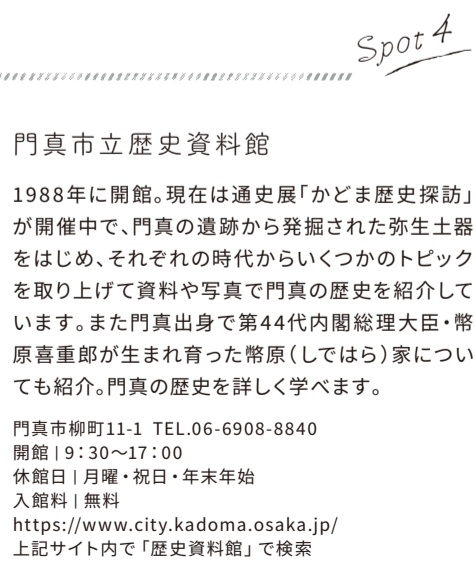 Spot 4
門真市立歴史資料館
1988年に開館。現在は通史展「かどま歴史探訪」
が開催中で、門真の遺跡から発掘された弥生土器
をはじめ、それぞれの時代からいくつかのトピック
を取り上げて資料や写真で門真の歴史を紹介して
います。また門真出身で第44代内閣総理大臣・幣
原喜重郎が生まれ育った幣原（しではら）家につい
ても紹介。門真の歴史を詳しく学べます。
門真市柳町11-1 TEL.06-6908-8840
開館 | 9：30〜17：00
休館日 | 月曜・祝日・年末年始
入館料 | 無料
https://www.city.kadoma.osaka.jp/
上記サイト内で「歴史資料館」で検索